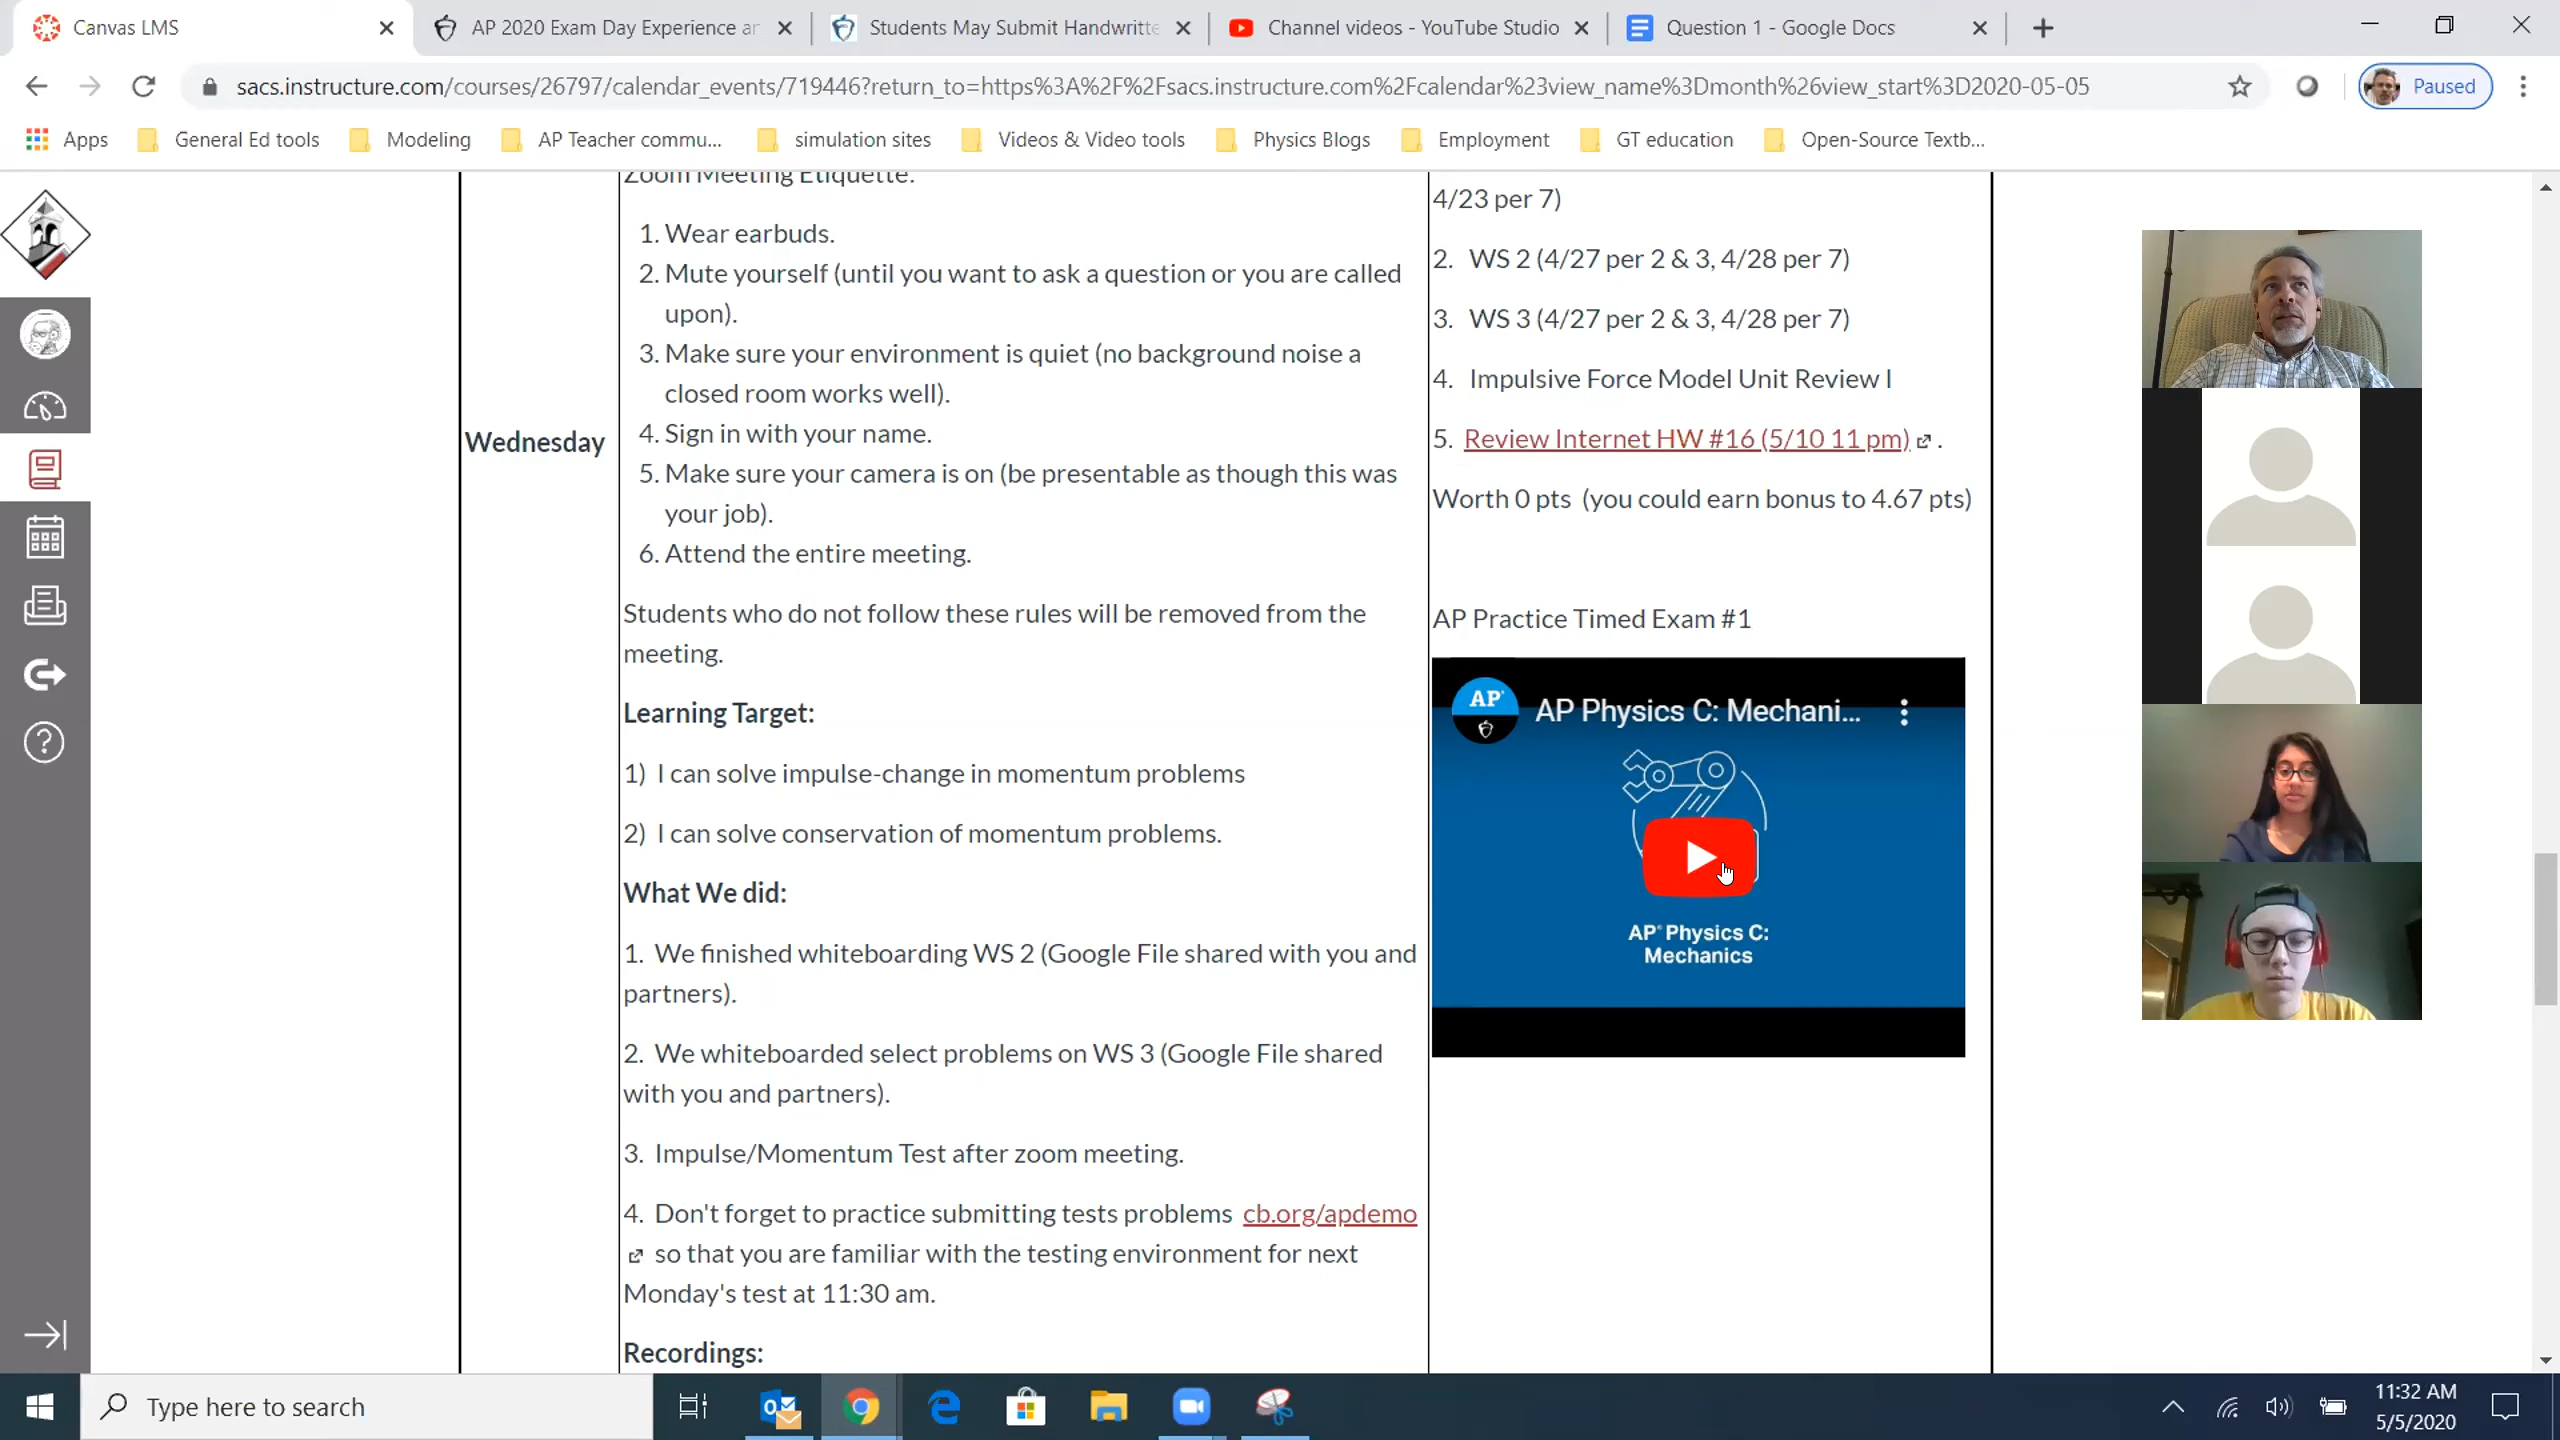 Canvas LMS
AP 2020 Exam Day Experience ar
Students May Submit Handwritte
Channel videos - YouTube Studio
Question 1 - Google Docs
sacs.instructure.com/courses/26797/calendar_events/719446?return_to=https%3A%2F%2Fsacs.instructure.com%2Fcalendar%23view_name%3Dmonth%26view_start%3D2020-05-05
Paused
Apps
General Ed tools
Modeling
AP Teacher commu...
simulation sites
Videos & Video tools
Physics Blogs
Employment
GT education
Open-Source Textb...
Wednesday
Zoom Meeting Etiquette:
1. Wear earbuds.
2. Mute yourself (until you want to ask a question or you are called
upon).
3. Make sure your environment is quiet (no background noise a
closed room works well).
4. Sign in with your name.
5. Make sure your camera is on (be presentable as though this was
your job).
6. Attend the entire meeting.
Students who do not follow these rules will be removed from the
meeting.
Learning Target:
1) I can solve impulse-change in momentum problems
2) I can solve conservation of momentum problems.
What We did:
1. We finished whiteboarding WS 2 (Google File shared with you and
partners).
2. We whiteboarded select problems on WS 3 (Google File shared
with you and partners).
3. Impulse/Momentum Test after zoom meeting.
4. Don't forget to practice submitting tests problems cb.org/apdemo
so that you are familiar with the testing environment for next
Monday's test at 11:30 am.
Recordings:
4/23 per 7)
2. WS 2 (4/27 per 2 & 3, 4/28 per 7)
3. WS 3 (4/27 per 2 & 3, 4/28 per 7)
4. Impulsive Force Model Unit Review I
5. Review Internet HW #16 (5/10 11 pm) .
Worth 0 pts (you could earn bonus to 4.67 pts)
AP Practice Timed Exam #1
AP
AP Physics C: Mechani...
AP® Physics C:
Mechanics
Type here to search
11:32 AM
5/5/2020